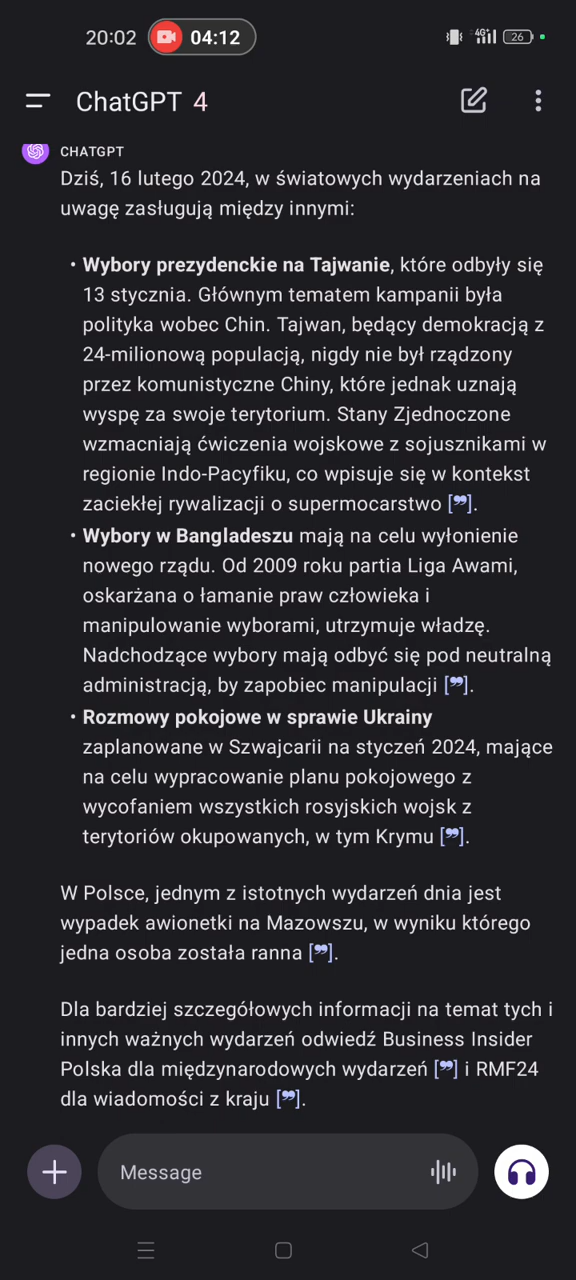 20:02 04:12 4G+ 26
ChatGPT 4
CHATGPT
Dziś, 16 lutego 2024, w światowych wydarzeniach na
uwagę zasługują między innymi:
• Wybory prezydenckie na Tajwanie, które odbyły się
13 stycznia. Głównym tematem kampanii była
polityka wobec Chin. Tajwan, będący demokracją z
24-milionową populacją, nigdy nie był rządzony
przez komunistyczne Chiny, które jednak uznają
wyspę za swoje terytorium. Stany Zjednoczone
wzmacniają ćwiczenia wojskowe z sojusznikami w
regionie Indo-Pacyfiku, co wpisuje się w kontekst
zaciekłej rywalizacji o supermocarstwo [❞].
• Wybory w Bangladeszu mają na celu wyłonienie
nowego rządu. Od 2009 roku partia Liga Awami,
oskarżana o łamanie praw człowieka i
manipulowanie wyborami, utrzymuje władzę.
Nadchodzące wybory mają odbyć się pod neutralną
administracją, by zapobiec manipulacji [❞].
• Rozmowy pokojowe w sprawie Ukrainy
zaplanowane w Szwajcarii na styczeń 2024, mające
na celu wypracowanie planu pokojowego z
wycofaniem wszystkich rosyjskich wojsk z
terytoriów okupowanych, w tym Krymu [❞].
W Polsce, jednym z istotnych wydarzeń dnia jest
wypadek awionetki na Mazowszu, w wyniku którego
jedna osoba została ranna [❞].
Dla bardziej szczegółowych informacji na temat tych i
innych ważnych wydarzeń odwiedź Business Insider
Polska dla międzynarodowych wydarzeń [❞] i RMF24
dla wiadomości z kraju [❞].
Message